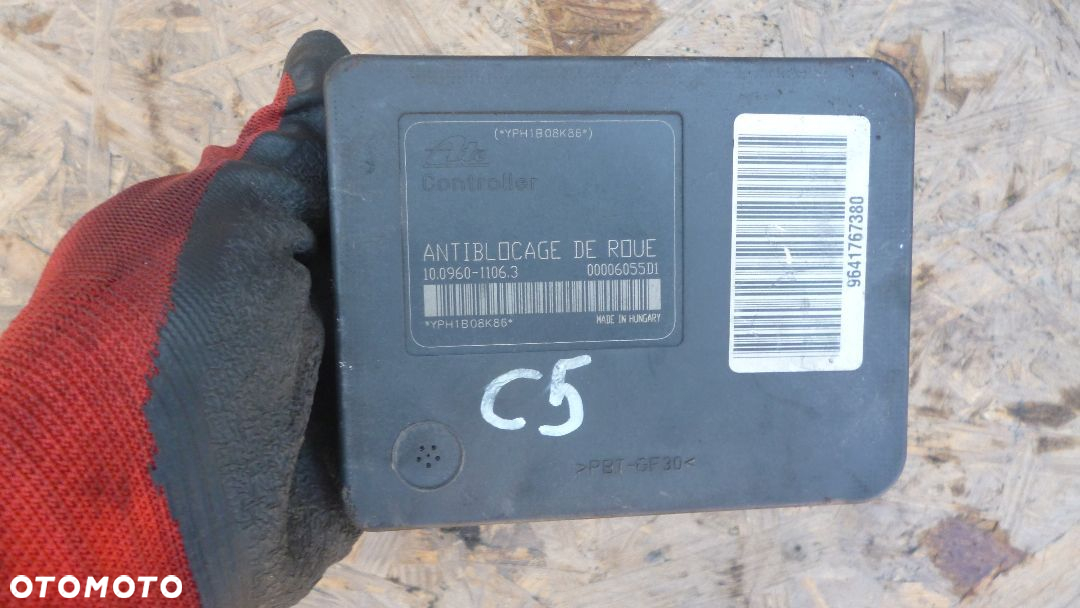 (*YPH1B08K86*)
Ate
Controller
ANTIBLOCAGE DE ROUE
10.0960-1106.3 00006055D1
*YPH1B08K86* MADE IN HUNGARY
9641767380
C5
>PBT-GF30<
OTOMOTO